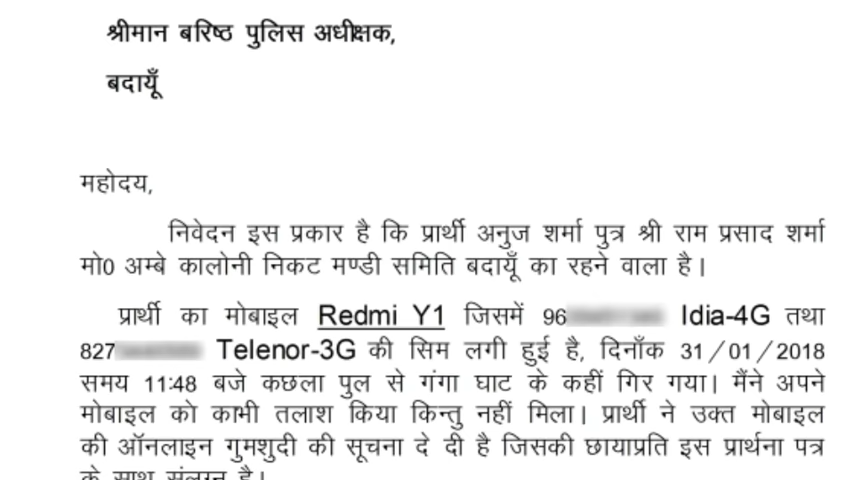 श्रीमान बरिष्ठ पुलिस अधीक्षक,
बदायूँ
महोदय,
निवेदन इस प्रकार है कि प्रार्थी अनुज शर्मा पुत्र श्री राम प्रसाद शर्मा
मो0 अम्बे कालोनी निकट मण्डी समिति बदायूँ का रहने वाला है।
प्रार्थी का मोबाइल Redmi Y1 जिसमें 96 Idia-4G तथा
827 Telenor-3G की सिम लगी हुई है, दिनाँक 31/01/2018
समय 11:48 बजे कछला पुल से गंगा घाट के कहीं गिर गया। मैंने अपने
मोबाइल को काभी तलाश किया किन्तु नहीं मिला। प्रार्थी ने उक्त मोबाइल
की ऑनलाइन गुमशुदी की सूचना दे दी है जिसकी छायाप्रति इस प्रार्थना पत्र
के साथ संलग्न है।